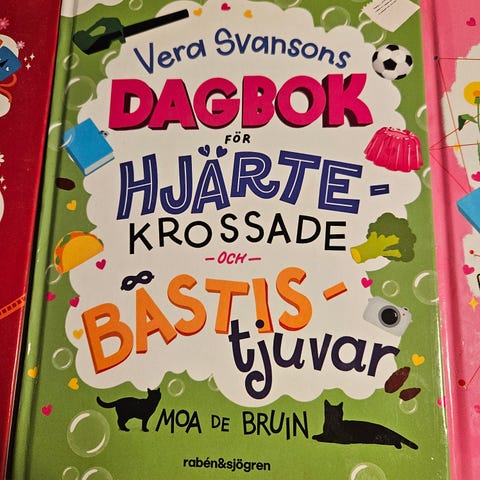 Vera Svansons
DAGBOK
FÖR
HJÄRTE-
KROSSADE
-OCH-
BÄSTIS-
tjuvar
MOA DE BRUIN
rabén&sjögren